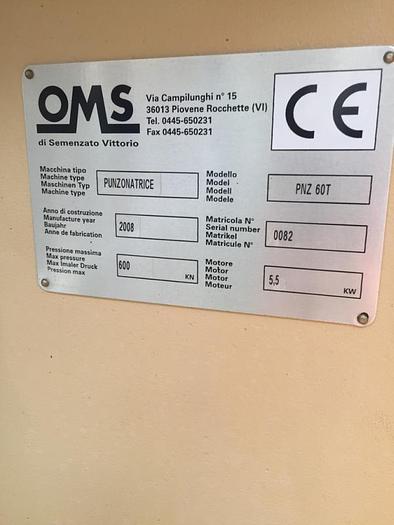 OMS
di Semenzato Vittorio
Via Campilunghi n° 15
36013 Piovene Rocchette (VI)
Tel. 0445-650231
Fax 0445-650231
CE
Macchina tipo
Machine type
Maschinen Typ
Machine type
PUNZONATRICE
Modello
Model
Modell
Modele
PNZ 60T
Anno di costruzione
Manufacture year
Baujahr
Anne de fabrication
2008
Matricola N°
Serial number
Matrikel
Matricule N°
0082
Pressione massima
Max pressure
Max Imaler Druck
Pression max
600 KN
Motore
Motor
Motor
Moteur
5,5 KW